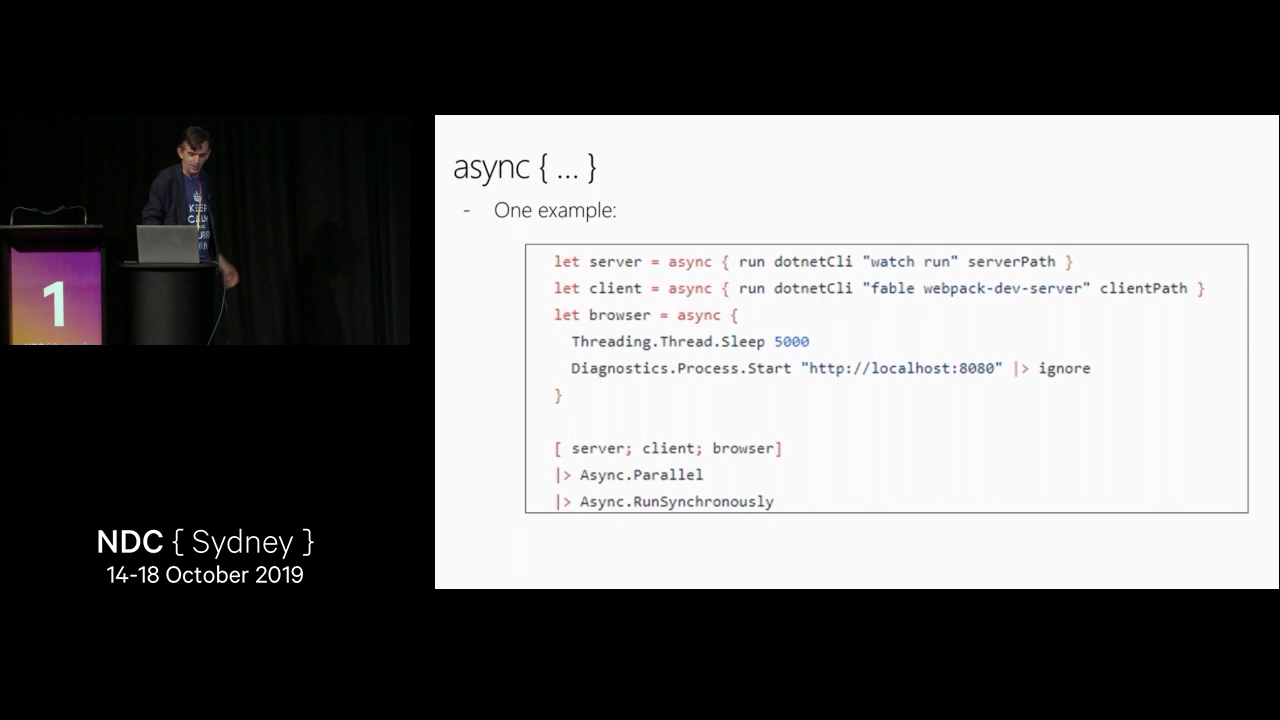 1
KEEP
CALM
NDC { Sydney }
14-18 October 2019
async { ... }
- One example:
let server = async { run dotnetCli "watch run" serverPath }
let client = async { run dotnetCli "fable webpack-dev-server" clientPath }
let browser = async {
Threading.Thread.Sleep 5000
Diagnostics.Process.Start "http://localhost:8080" |> ignore
}
[ server; client; browser]
|> Async.Parallel
|> Async.RunSynchronously